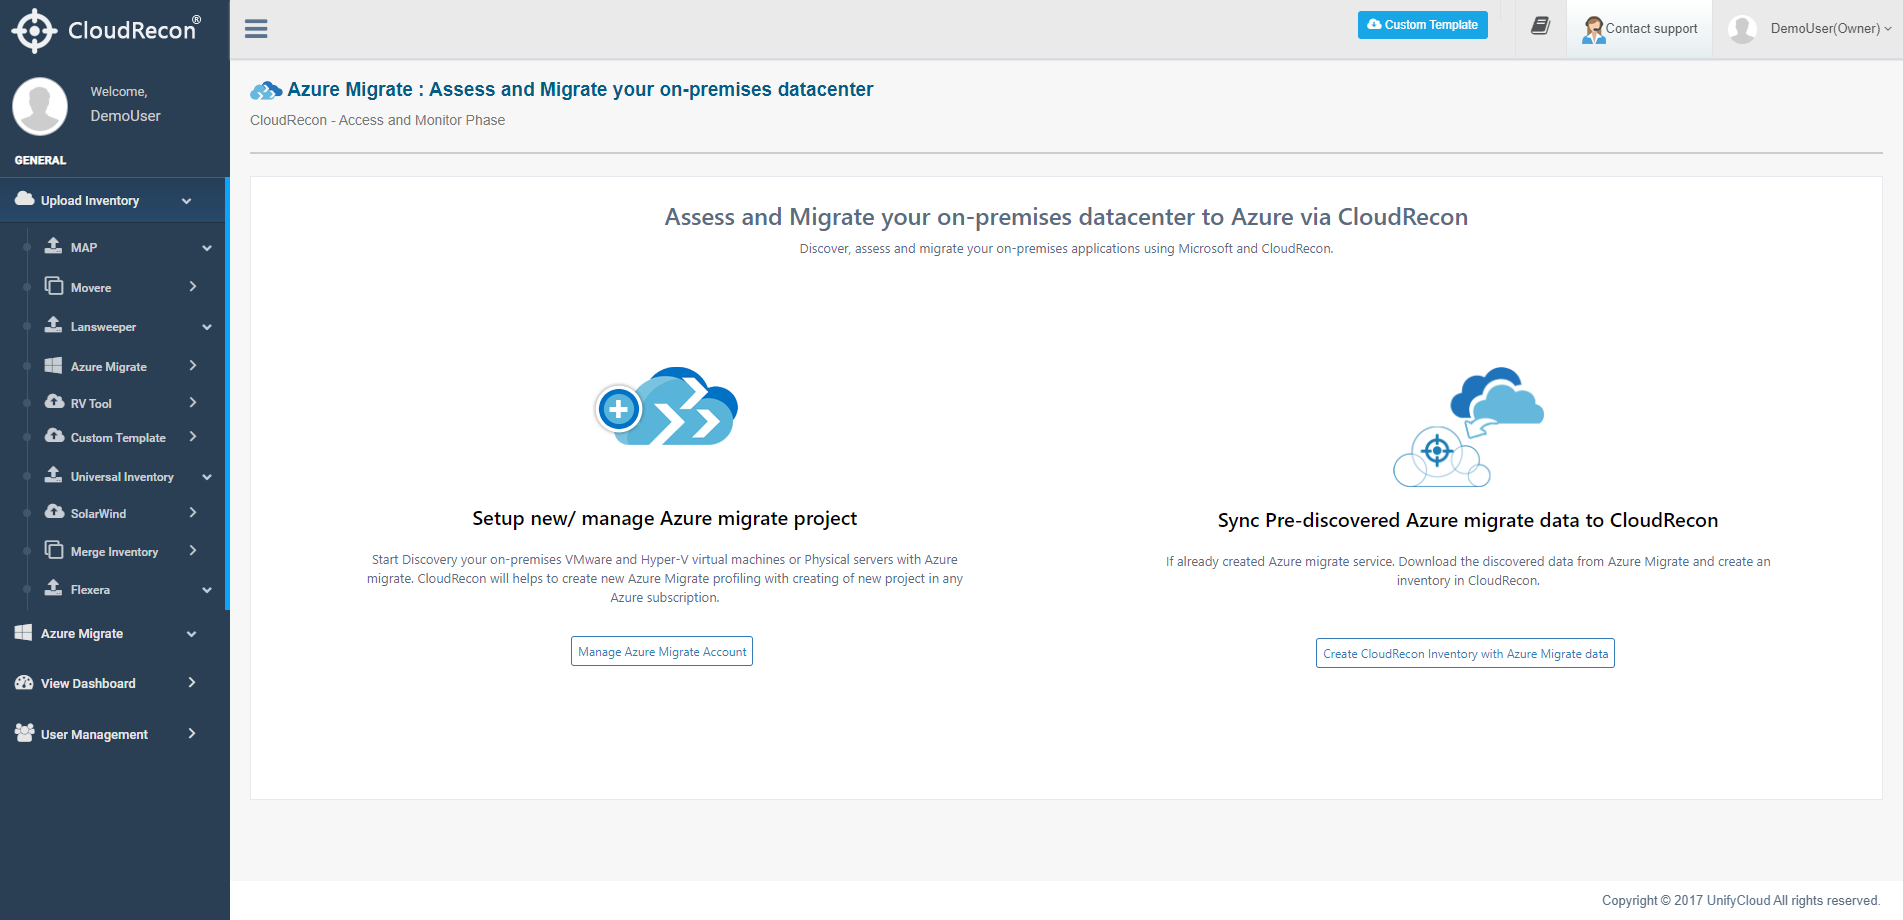 CloudRecon®
Custom Template
Contact support
DemoUser(Owner)
Welcome,
DemoUser
GENERAL
Upload Inventory
MAP
Movere
Lansweeper
Azure Migrate
RV Tool
Custom Template
Universal Inventory
SolarWind
Merge Inventory
Flexera
Azure Migrate
View Dashboard
User Management
Azure Migrate : Assess and Migrate your on-premises datacenter
CloudRecon - Access and Monitor Phase
Assess and Migrate your on-premises datacenter to Azure via CloudRecon
Discover, assess and migrate your on-premises applications using Microsoft and CloudRecon.
Setup new/ manage Azure migrate project
Start Discovery your on-premises VMware and Hyper-V virtual machines or Physical servers with Azure
migrate. CloudRecon will helps to create new Azure Migrate profiling with creating of new project in any
Azure subscription.
Manage Azure Migrate Account
Sync Pre-discovered Azure migrate data to CloudRecon
If already created Azure migrate service. Download the discovered data from Azure Migrate and create an
inventory in CloudRecon.
Create CloudRecon Inventory with Azure Migrate data
Copyright © 2017 UnifyCloud All rights reserved.